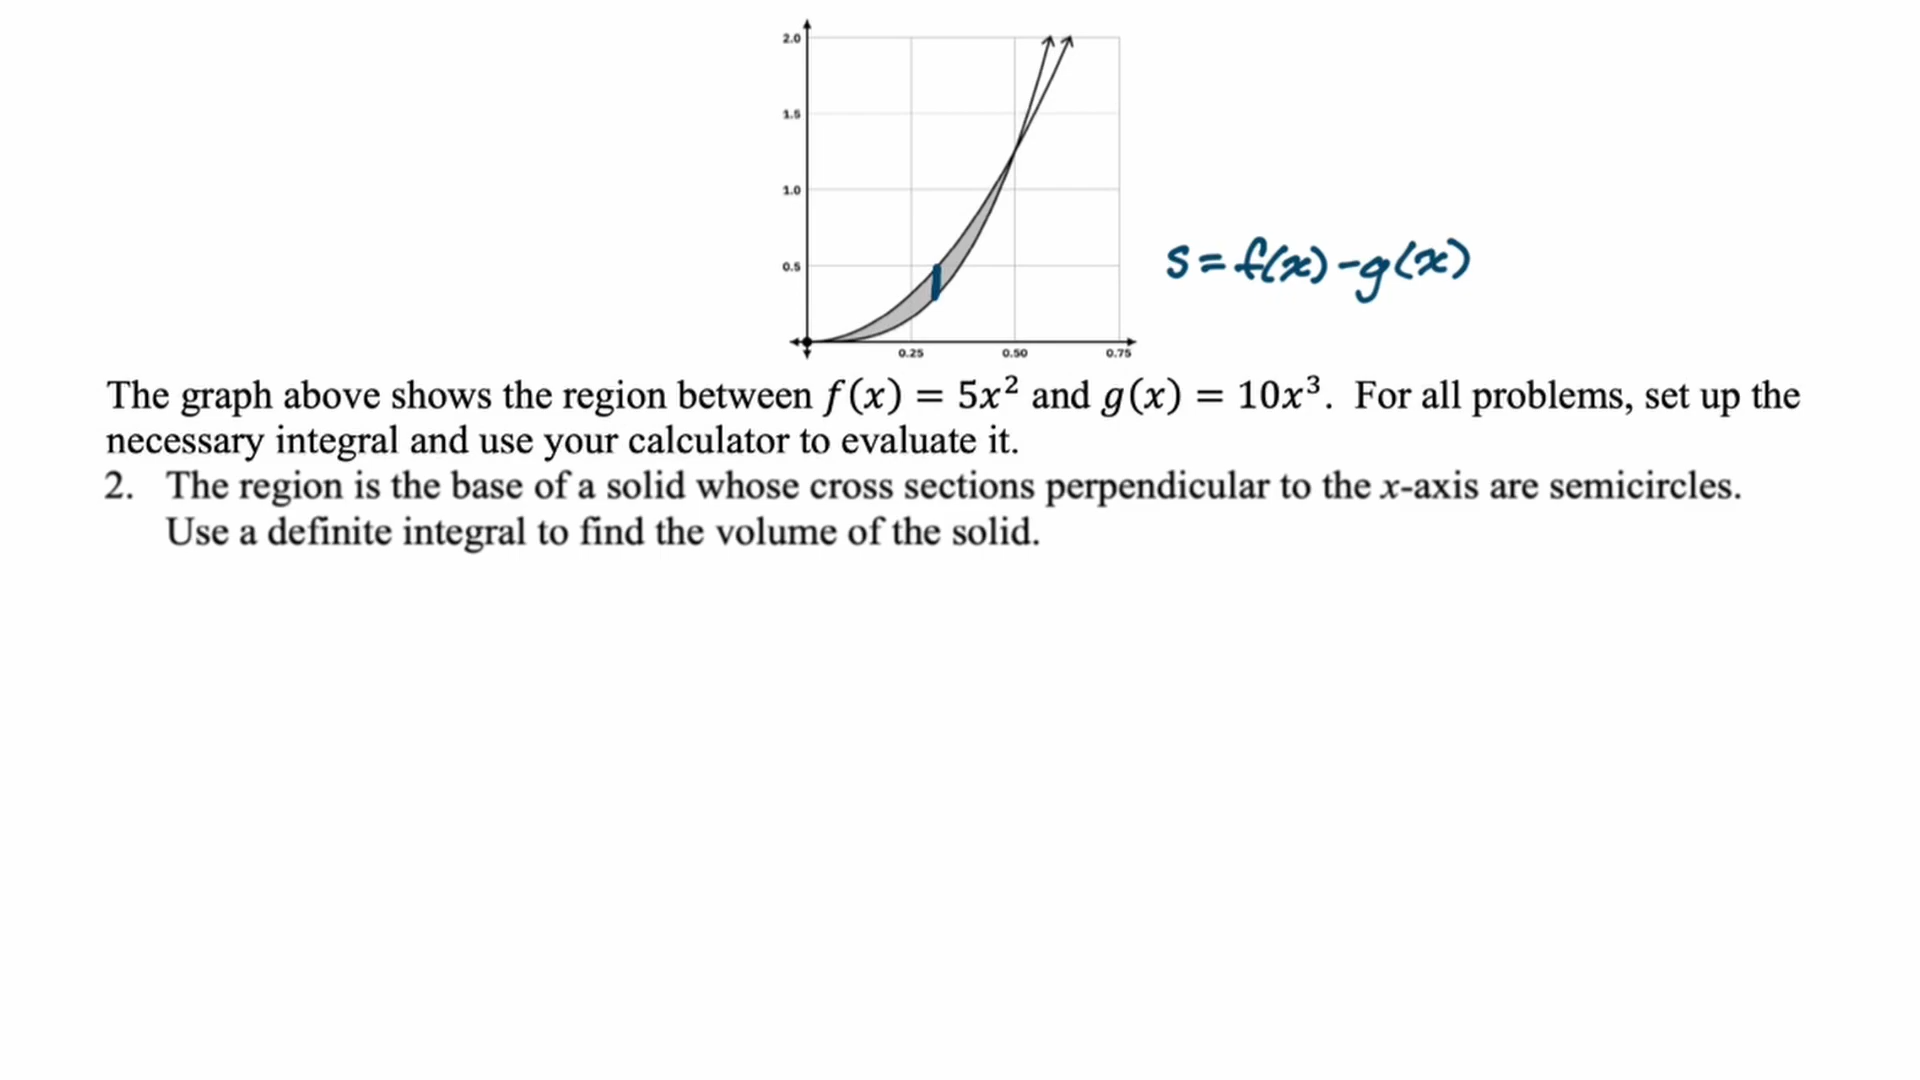 2.0
1.5
1.0
0.5
0.25 0.50 0.75
s = f(x) - g(x)
The graph above shows the region between f(x) = 5x² and g(x) = 10x³. For all problems, set up the
necessary integral and use your calculator to evaluate it.
2. The region is the base of a solid whose cross sections perpendicular to the x-axis are semicircles.
Use a definite integral to find the volume of the solid.